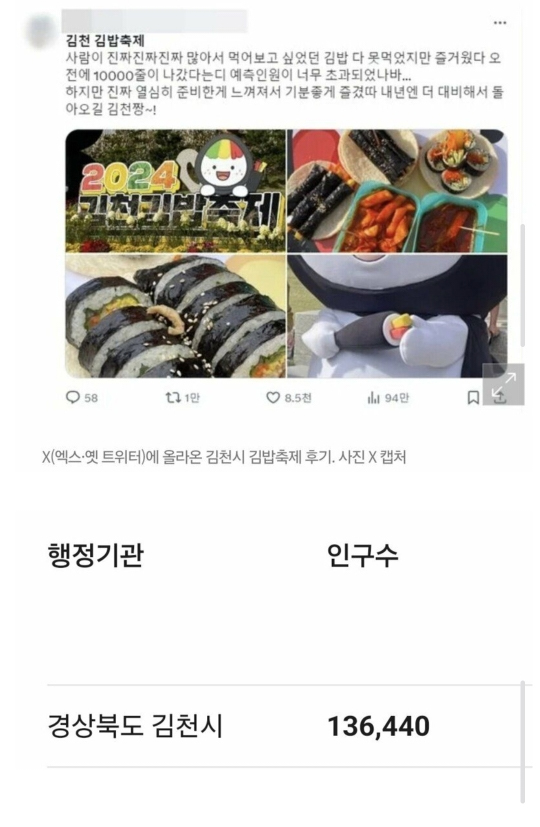 김천 김밥축제
사람이 진짜진짜진짜 많아서 먹어보고 싶었던 김밥 다 못먹었지만 즐거웠다 오
전에 10000줄이 나갔다는디 예측인원이 너무 초과되었나바...
하지만 진짜 열심히 준비한게 느껴져서 기분좋게 즐겼따 내년엔 더 대비해서 돌
아오길 김천짱~!
2024
김천김밥축제
58 1만 8.5천 94만
X(엑스·옛 트위터)에 올라온 김천시 김밥축제 후기. 사진 X 캡처
행정기관 인구수
경상북도 김천시 136,440